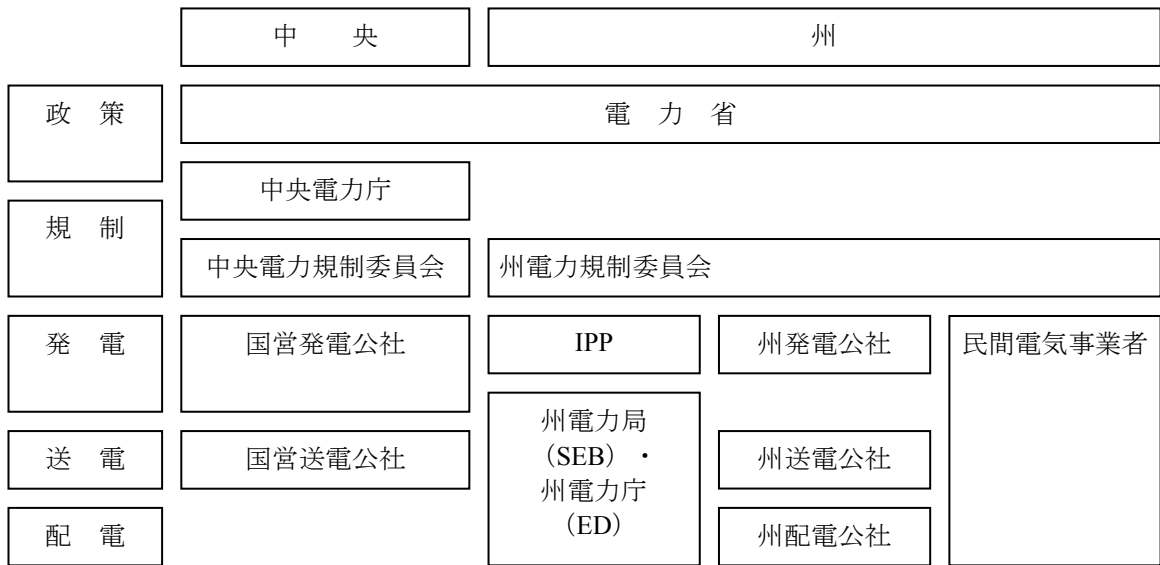 中　央
州
政　策
電　力　省
中央電力庁
規　制
中央電力規制委員会
州電力規制委員会
発　電
国営発電公社
IPP
州発電公社
民間電気事業者
州電力局
（SEB）・
州電力庁
（ED）
送　電
国営送電公社
州送電公社
配　電
州配電公社